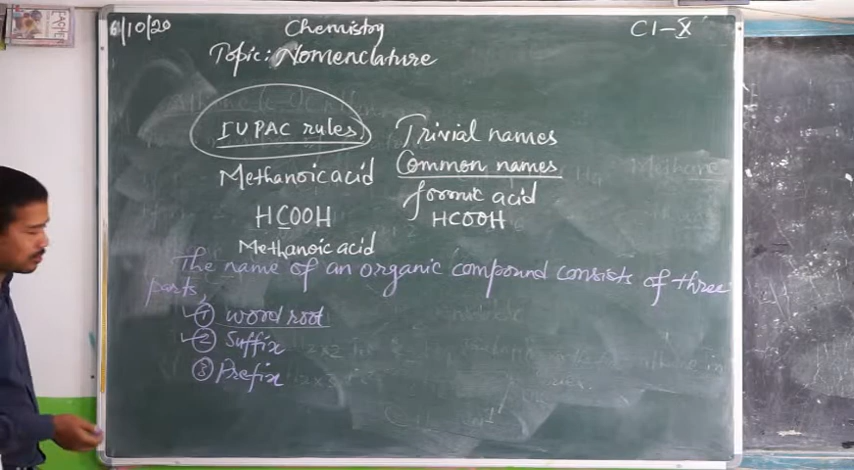 6/10/20 Chemistry Cl-X
Topic: Nomenclature
IUPAC rules Trivial names
Common names
Methanoic acid formic acid
HCOOH HCOOH
Methanoic acid
The name of an organic compound consists of three
parts,
1 word root
2 Suffix
3 Prefix